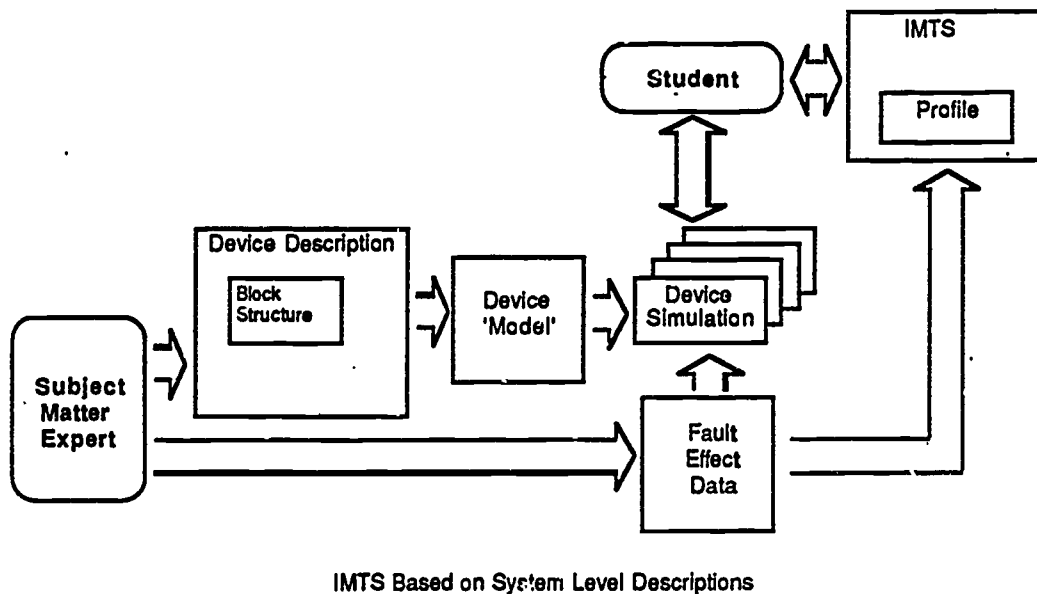 IMTS
Student
Profile
Device Description
Block
Structure
Device
'Model'
Device
Simulation
Subject
Matter
Expert
Fault
Effect
Data
IMTS Based on System Level Descriptions